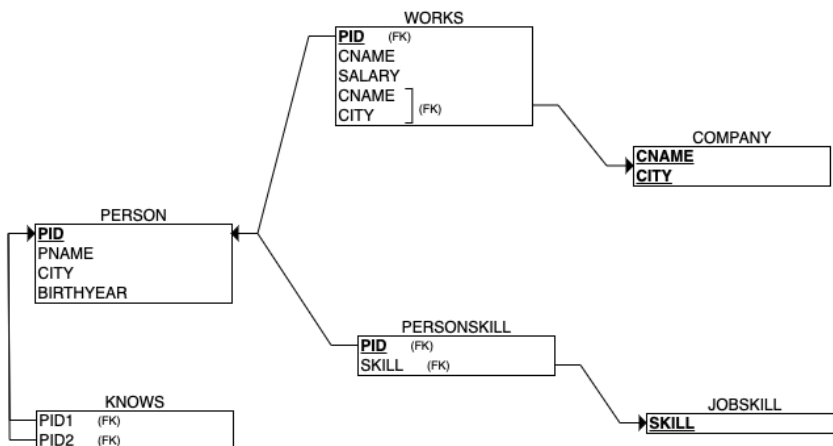 WORKS
PID (FK)
CNAME
SALARY
CNAME
CITY (FK)
COMPANY
CNAME
CITY
PERSON
PID
PNAME
CITY
BIRTHYEAR
PERSONSKILL
PID (FK)
SKILL (FK)
KNOWS
PID1 (FK)
PID2 (FK)
JOBSKILL
SKILL